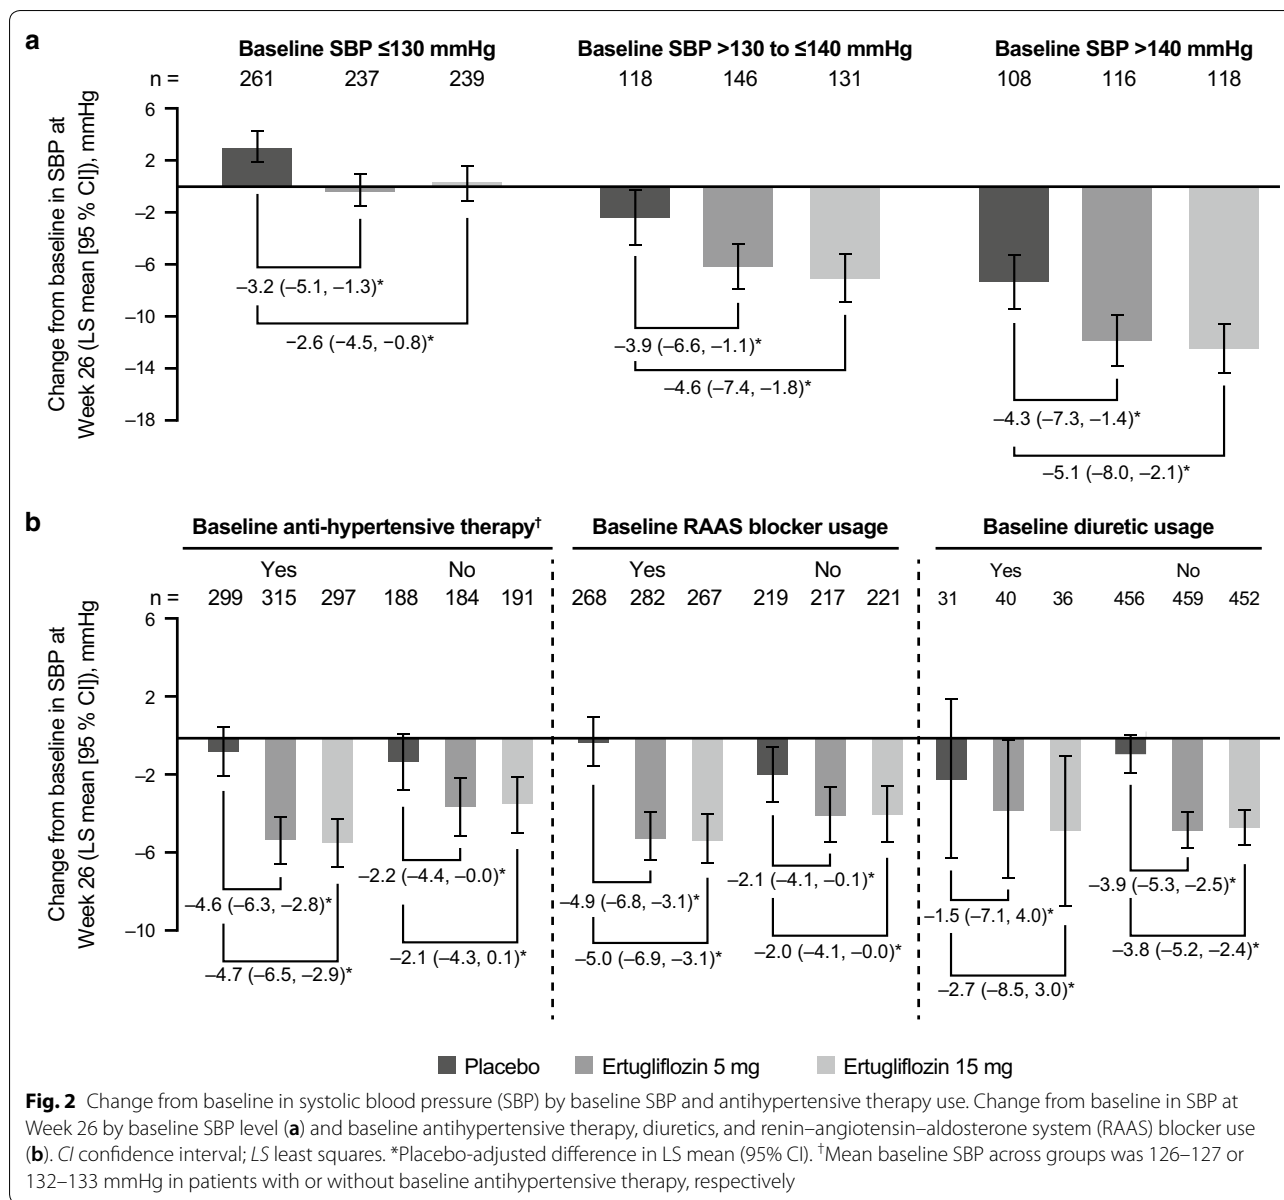 a
Baseline SBP ≤130 mmHg Baseline SBP >130 to ≤140 mmHg Baseline SBP >140 mmHg
n = 261 237 239 118 146 131 108 116 118
Change from baseline in SBP at
Week 26 (LS mean [95 % CI]), mmHg
6
2
–2
–6
–10
–14
–18
–3.2 (–5.1, –1.3)*
–2.6 (–4.5, –0.8)*
–3.9 (–6.6, –1.1)*
–4.6 (–7.4, –1.8)*
–4.3 (–7.3, –1.4)*
–5.1 (–8.0, –2.1)*
b
Baseline anti-hypertensive therapy† Baseline RAAS blocker usage Baseline diuretic usage
Yes No Yes No Yes No
n = 299 315 297 188 184 191 268 282 267 219 217 221 31 40 36 456 459 452
Change from baseline in SBP at
Week 26 (LS mean [95 % CI]), mmHg
6
2
–2
–6
–10
–4.6 (–6.3, –2.8)*
–4.7 (–6.5, –2.9)*
–2.2 (–4.4, –0.0)*
–2.1 (–4.3, 0.1)*
–4.9 (–6.8, –3.1)*
–5.0 (–6.9, –3.1)*
–2.1 (–4.1, –0.1)*
–2.0 (–4.1, –0.0)*
–1.5 (–7.1, 4.0)*
–2.7 (–8.5, 3.0)*
–3.9 (–5.3, –2.5)*
–3.8 (–5.2, –2.4)*
Placebo Ertugliflozin 5 mg Ertugliflozin 15 mg
Fig. 2 Change from baseline in systolic blood pressure (SBP) by baseline SBP and antihypertensive therapy use. Change from baseline in SBP at
Week 26 by baseline SBP level (a) and baseline antihypertensive therapy, diuretics, and renin–angiotensin–aldosterone system (RAAS) blocker use
(b). CI confidence interval; LS least squares. *Placebo-adjusted difference in LS mean (95% CI). †Mean baseline SBP across groups was 126–127 or
132–133 mmHg in patients with or without baseline antihypertensive therapy, respectively